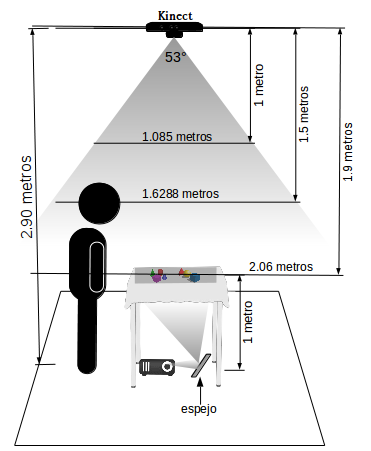 Kinect
53°
1 metro
1.5 metros
1.9 metros
1.085 metros
1.6288 metros
2.90 metros
2.06 metros
1 metro
espejo